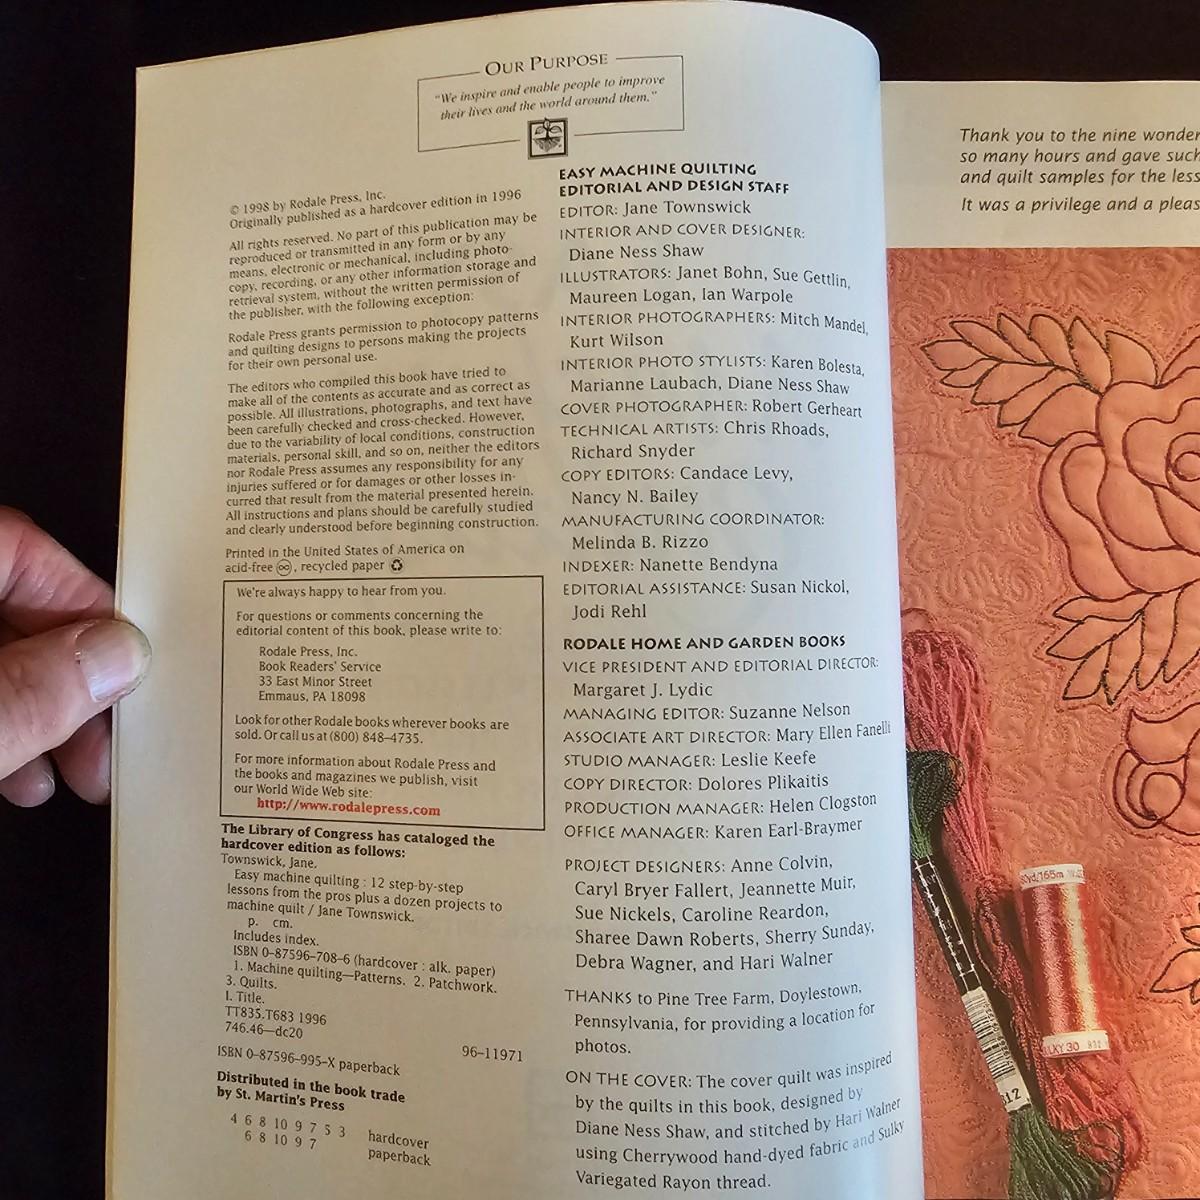 OUR PURPOSE
"We inspire and enable people to improve
their lives and the world around them."
© 1998 by Rodale Press, Inc.
Originally published as a hardcover edition in 1996
All rights reserved. No part of this publication may be
reproduced or transmitted in any form or by any
means, electronic or mechanical, including photo-
copy, recording, or any other information storage and
retrieval system, without the written permission of
the publisher, with the following exception:
Rodale Press grants permission to photocopy patterns
and quilting designs to persons making the projects
for their own personal use.
The editors who compiled this book have tried to
make all of the contents as accurate and as correct as
possible. All illustrations, photographs, and text have
been carefully checked and cross-checked. However,
due to the variability of local conditions, construction
materials, personal skill, and so on, neither the editors
nor Rodale Press assumes any responsibility for any
injuries suffered or for damages or other losses in-
curred that result from the material presented herein.
All instructions and plans should be carefully studied
and clearly understood before beginning construction.
Printed in the United States of America on
acid-free ♾, recycled paper ♻
We're always happy to hear from you.
For questions or comments concerning the
editorial content of this book, please write to:
Rodale Press, Inc.
Book Readers' Service
33 East Minor Street
Emmaus, PA 18098
Look for other Rodale books wherever books are
sold. Or call us at (800) 848-4735.
For more information about Rodale Press and
the books and magazines we publish, visit
our World Wide Web site:
http://www.rodalepress.com
The Library of Congress has cataloged the
hardcover edition as follows:
Townswick, Jane.
Easy machine quilting : 12 step-by-step
lessons from the pros plus a dozen projects to
machine quilt / Jane Townswick.
p. cm.
Includes index.
ISBN 0-87596-708-6 (hardcover : alk. paper)
1. Machine quilting—Patterns. 2. Patchwork.
3. Quilts.
I. Title.
TT835.T683 1996
746.46—dc20
96-11971
ISBN 0-87596-995-X paperback
Distributed in the book trade
by St. Martin's Press
4 6 8 10 9 7 5 3 hardcover
6 8 10 9 7 paperback
EASY MACHINE QUILTING
EDITORIAL AND DESIGN STAFF
EDITOR: Jane Townswick
INTERIOR AND COVER DESIGNER:
Diane Ness Shaw
ILLUSTRATORS: Janet Bohn, Sue Gettlin,
Maureen Logan, Ian Warpole
INTERIOR PHOTOGRAPHERS: Mitch Mandel,
Kurt Wilson
INTERIOR PHOTO STYLISTS: Karen Bolesta,
Marianne Laubach, Diane Ness Shaw
COVER PHOTOGRAPHER: Robert Gerheart
TECHNICAL ARTISTS: Chris Rhoads,
Richard Snyder
COPY EDITORS: Candace Levy,
Nancy N. Bailey
MANUFACTURING COORDINATOR:
Melinda B. Rizzo
INDEXER: Nanette Bendyna
EDITORIAL ASSISTANCE: Susan Nickol,
Jodi Rehl
RODALE HOME AND GARDEN BOOKS
VICE PRESIDENT AND EDITORIAL DIRECTOR:
Margaret J. Lydic
MANAGING EDITOR: Suzanne Nelson
ASSOCIATE ART DIRECTOR: Mary Ellen Fanelli
STUDIO MANAGER: Leslie Keefe
COPY DIRECTOR: Dolores Plikaitis
PRODUCTION MANAGER: Helen Clogston
OFFICE MANAGER: Karen Earl-Braymer
PROJECT DESIGNERS: Anne Colvin,
Caryl Bryer Fallert, Jeannette Muir,
Sue Nickels, Caroline Reardon,
Sharee Dawn Roberts, Sherry Sunday,
Debra Wagner, and Hari Walner
THANKS to Pine Tree Farm, Doylestown,
Pennsylvania, for providing a location for
photos.
ON THE COVER: The cover quilt was inspired
by the quilts in this book, designed by
Diane Ness Shaw, and stitched by Hari Walner
using Cherrywood hand-dyed fabric and Sulky
Variegated Rayon thread.
Thank you to the nine wonder
so many hours and gave such
and quilt samples for the less
It was a privilege and a pleas
yd/165m
LKY 30